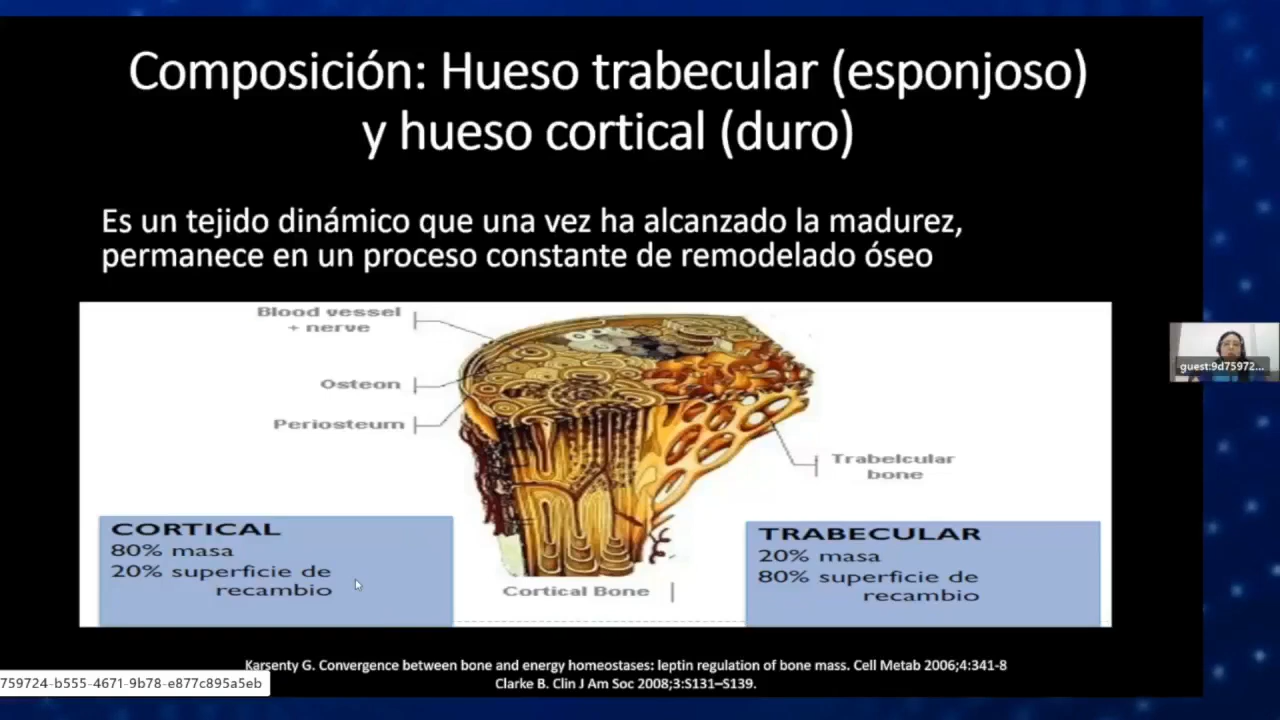 Composición: Hueso trabecular (esponjoso)
y hueso cortical (duro)
Es un tejido dinámico que una vez ha alcanzado la madurez,
permanece en un proceso constante de remodelado óseo
Blood vessel
+ nerve
Osteon
Periosteum
Trabelcular
bone
CORTICAL
80% masa
20% superficie de
recambio
TRABECULAR
20% masa
80% superficie de
recambio
Cortical Bone
guest:9d75972...
Karsenty G. Convergence between bone and energy homeostases: leptin regulation of bone mass. Cell Metab 2006;4:341-8
Clarke B. Clin J Am Soc 2008;3:S131–S139.
759724-b555-4671-9b78-e877c895a5eb